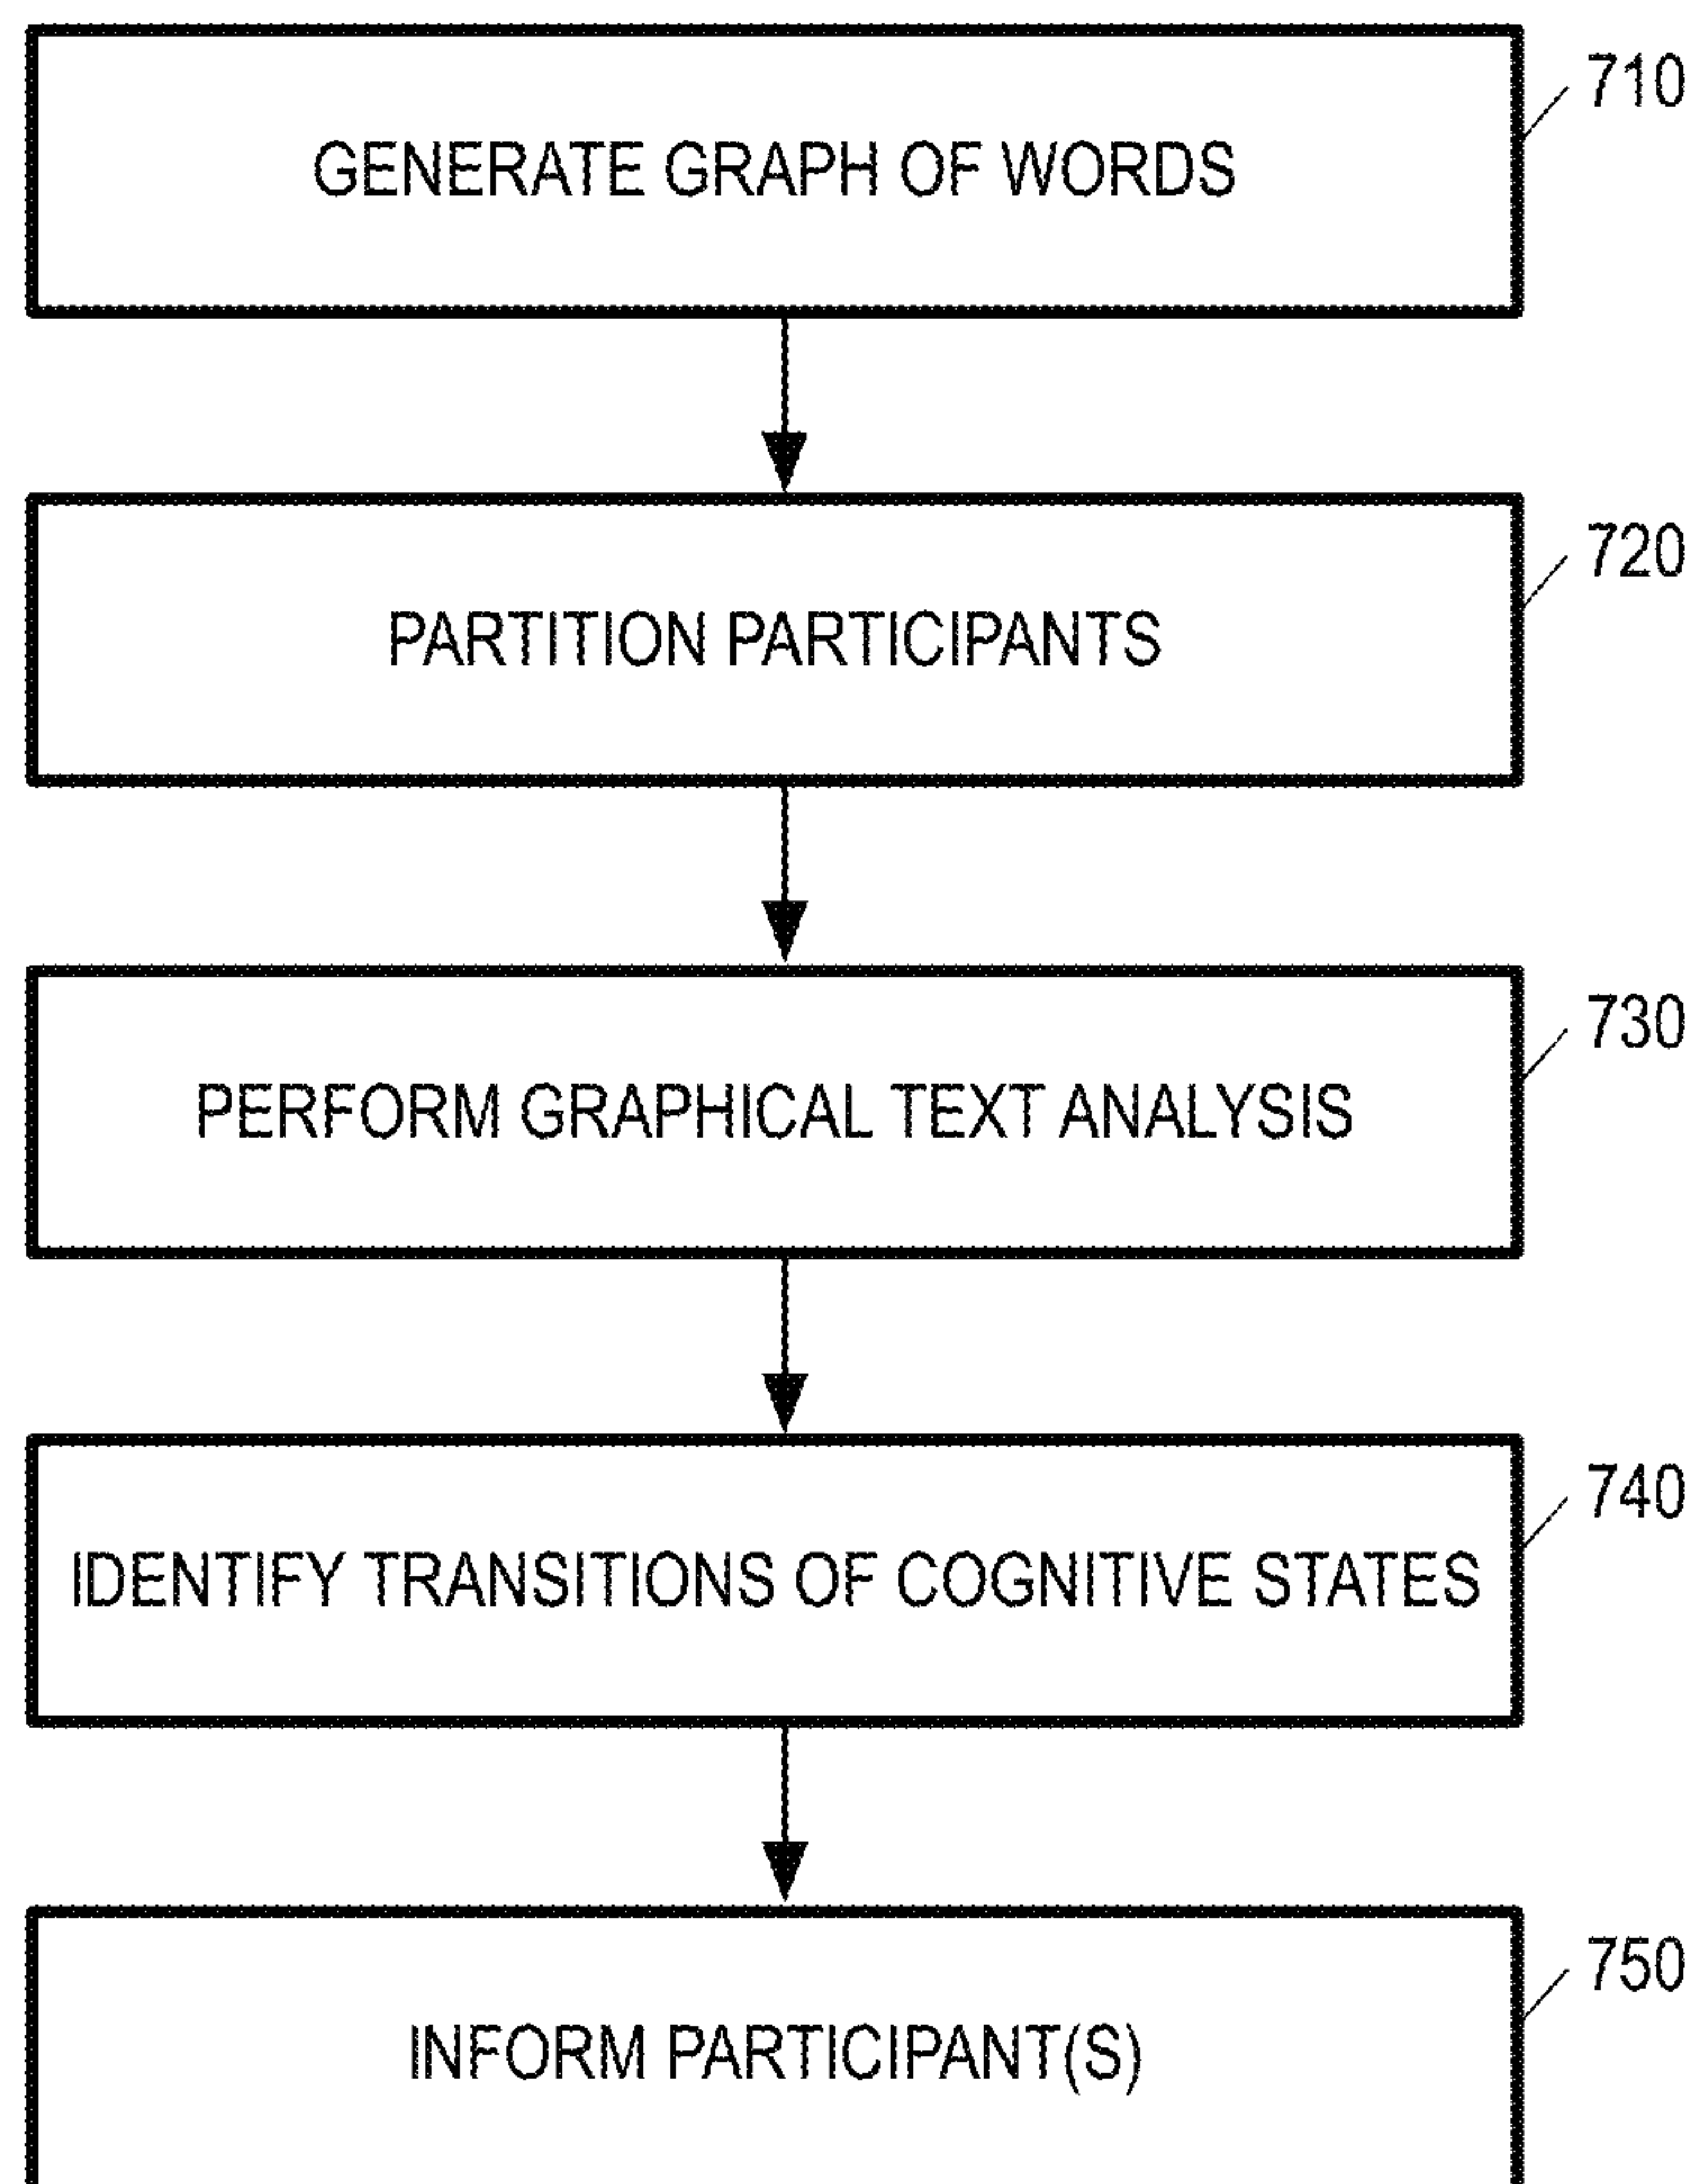 710
GENERATE GRAPH OF WORDS
720
PARTITION PARTICIPANTS
730
PERFORM GRAPHICAL TEXT ANALYSIS
740
IDENTIFY TRANSITIONS OF COGNITIVE STATES
750
INFORM PARTICIPANT(S)